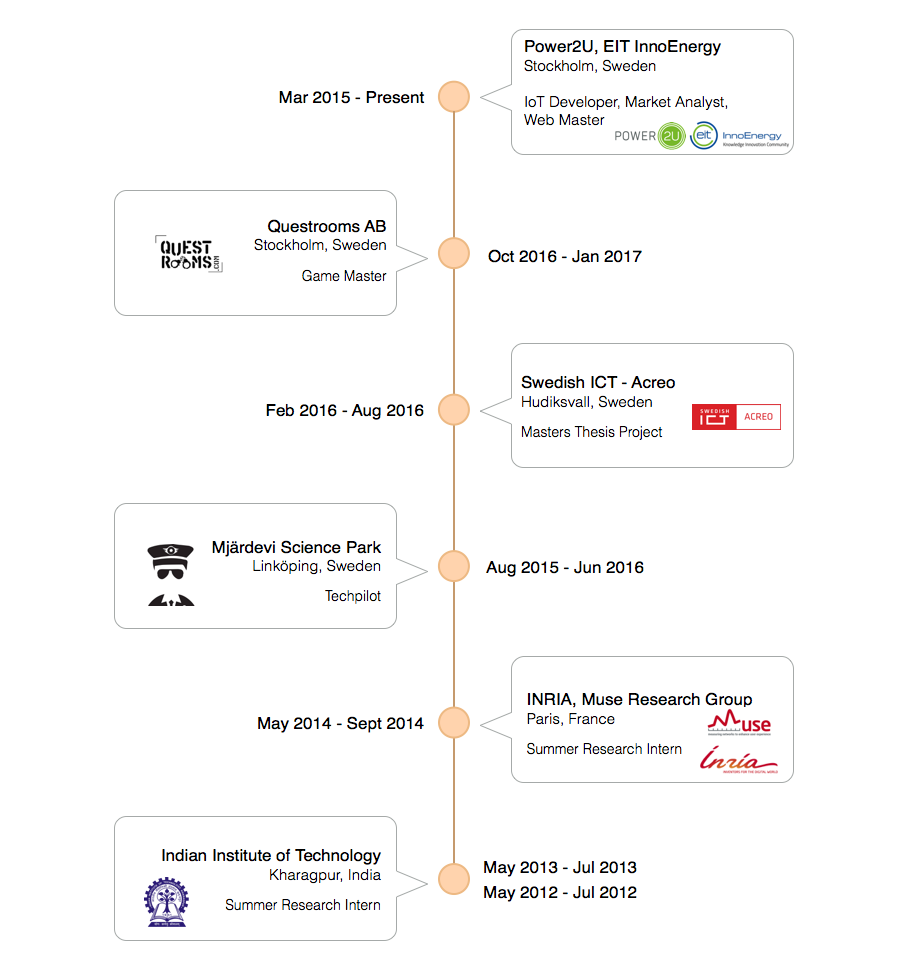 Power2U, EIT InnoEnergy
Stockholm, Sweden
Mar 2015 - Present
IoT Developer, Market Analyst,
Web Master
POWER 2U eit InnoEnergy
Knowledge Innovation Community
Questrooms AB
Stockholm, Sweden
Game Master
QUEST
ROOMS.COM
Oct 2016 - Jan 2017
Feb 2016 - Aug 2016
Swedish ICT - Acreo
Hudiksvall, Sweden
Masters Thesis Project
SWEDISH
ICT ACREO
Mjärdevi Science Park
Linköping, Sweden
Techpilot
Aug 2015 - Jun 2016
May 2014 - Sept 2014
INRIA, Muse Research Group
Paris, France
Summer Research Intern
Muse
inria
INVENTORS FOR THE DIGITAL WORLD
Indian Institute of Technology
Kharagpur, India
Summer Research Intern
May 2013 - Jul 2013
May 2012 - Jul 2012